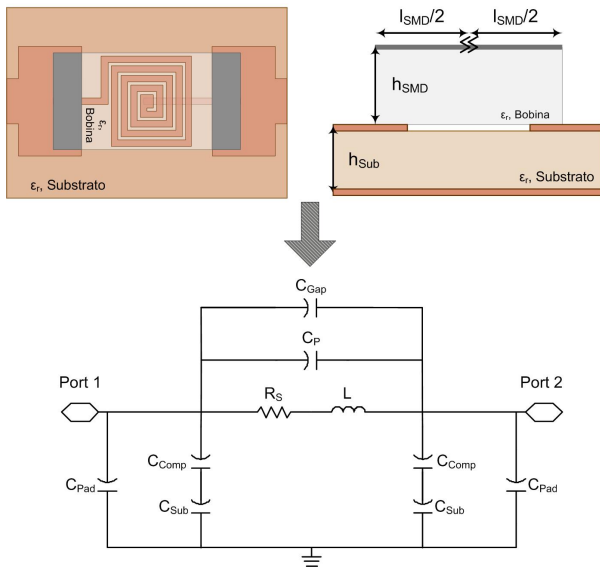 εr, Bobina
εr, Substrato
lSMD/2 lSMD/2
hSMD
εr, Bobina
hSub
εr, Substrato
CGap
CP
Port 1
RS
L
Port 2
CComp
CComp
CPad
CSub
CSub
CPad